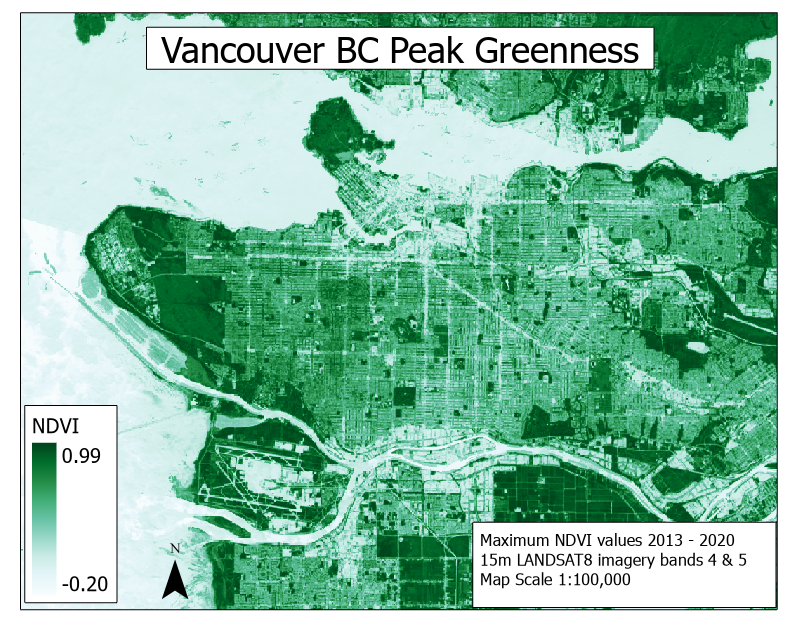 Vancouver BC Peak Greenness
NDVI
0.99
-0.20
N
Maximum NDVI values 2013 - 2020
15m LANDSAT8 imagery bands 4 & 5
Map Scale 1:100,000